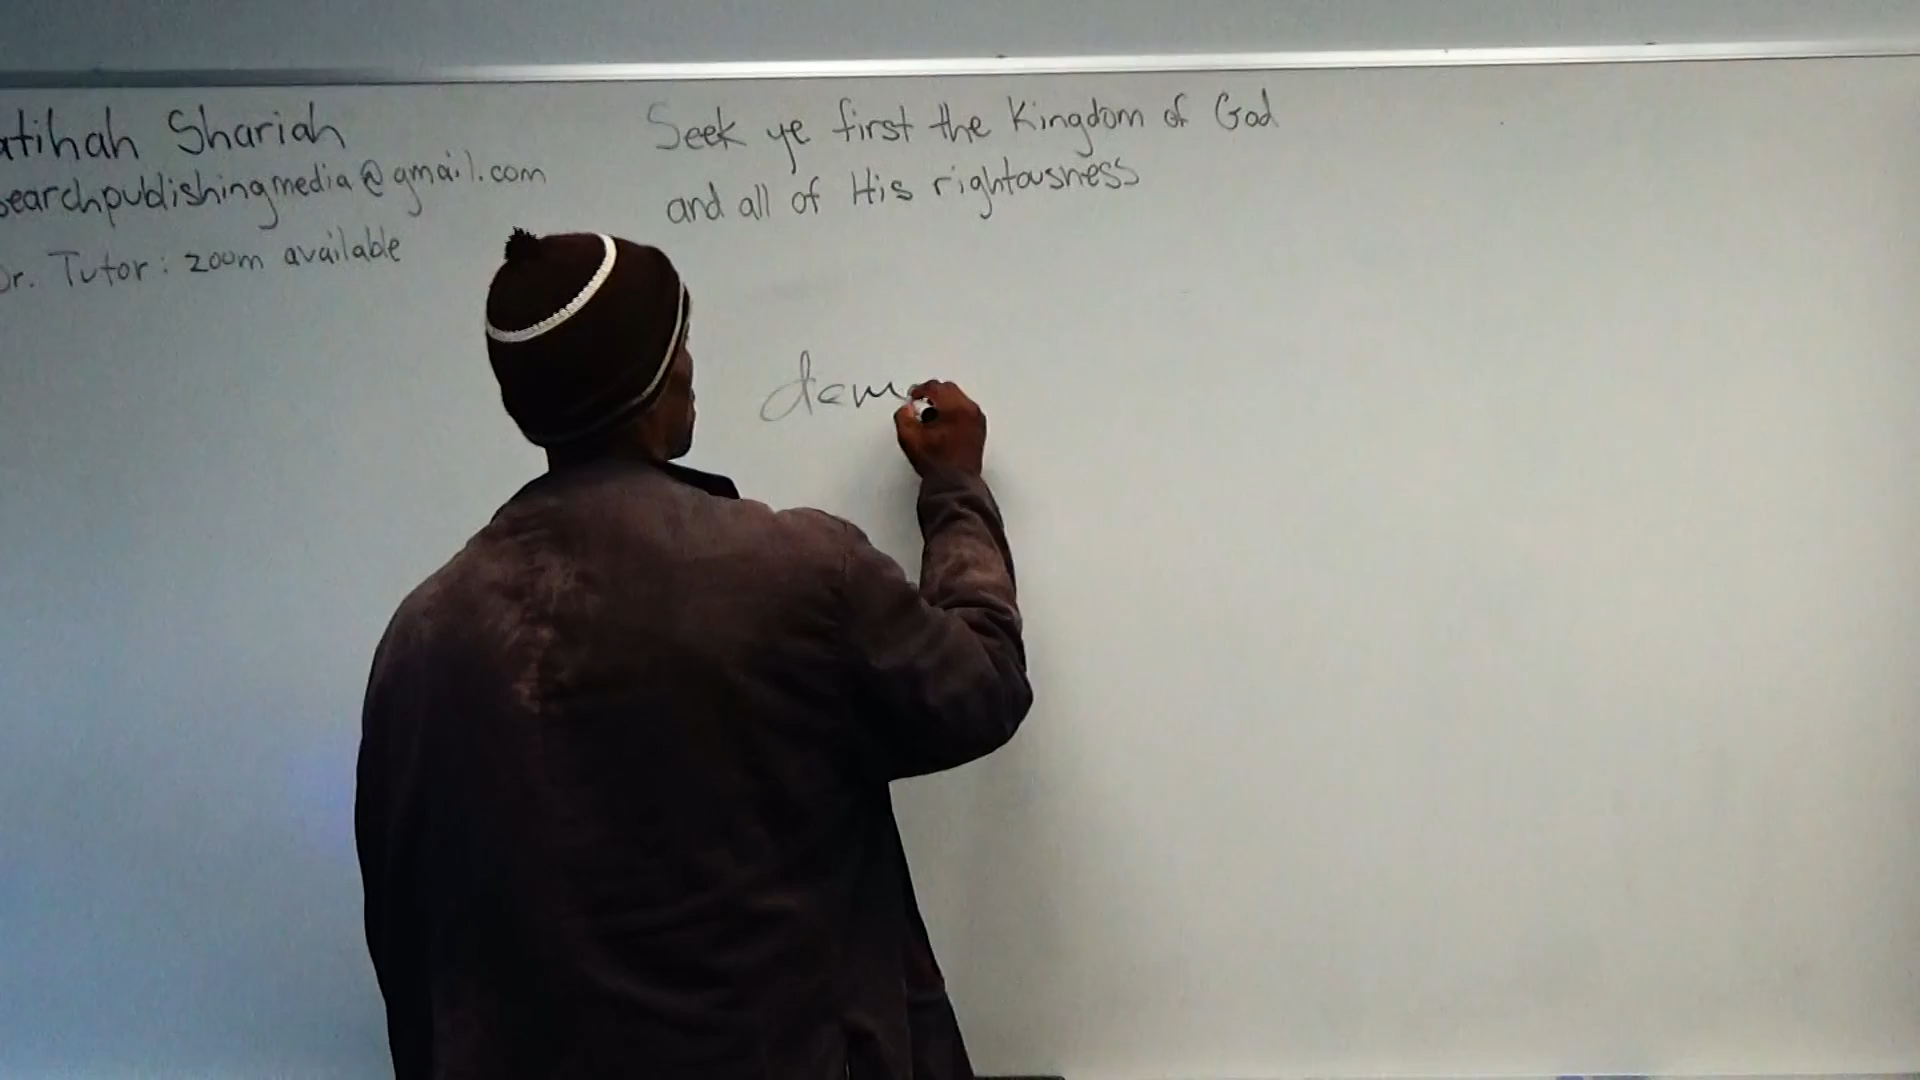 atihah Shariah
searchpublishingmedia@gmail.com
Dr. Tutor: zoom available
Seek ye first the Kingdom of God
and all of His rightousness
dem